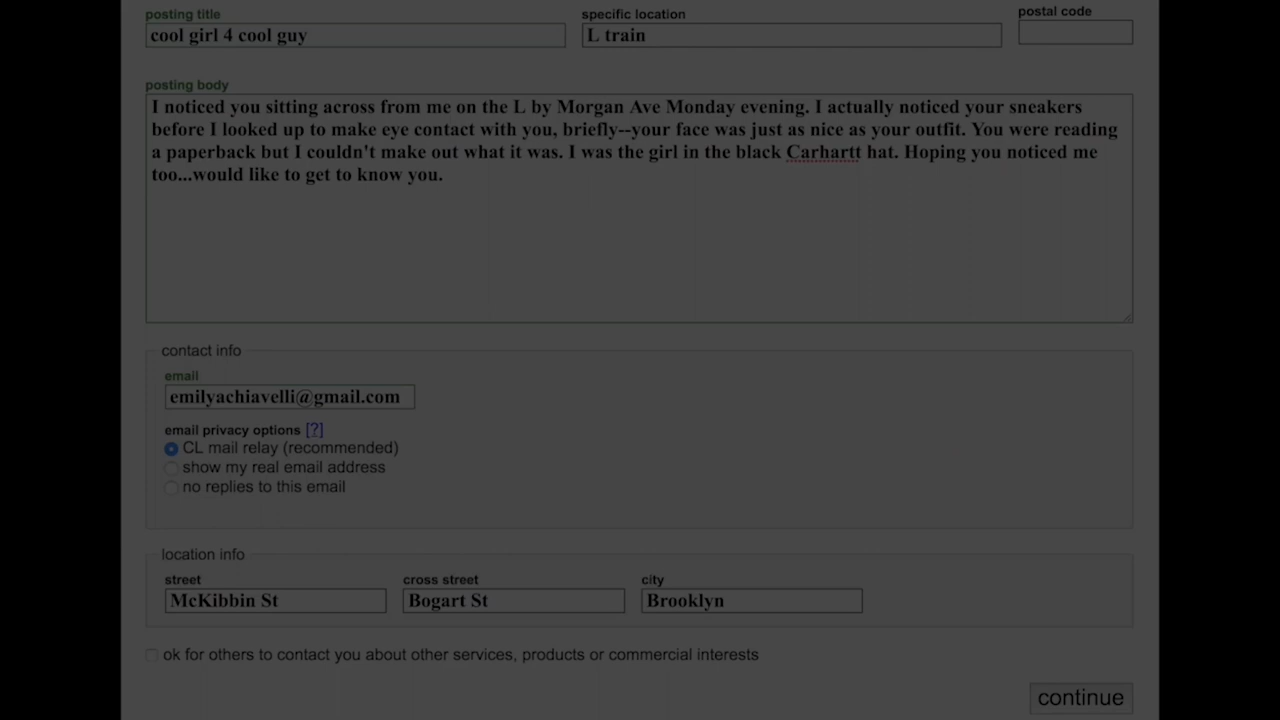 posting title
specific location
postal code
cool girl 4 cool guy
L train
posting body
I noticed you sitting across from me on the L by Morgan Ave Monday evening. I actually noticed your sneakers
before I looked up to make eye contact with you, briefly--your face was just as nice as your outfit. You were reading
a paperback but I couldn't make out what it was. I was the girl in the black Carhartt hat. Hoping you noticed me
too...would like to get to know you.
contact info
email
emilyachiavelli@gmail.com
email privacy options [?]
CL mail relay (recommended)
show my real email address
no replies to this email
location info
street
cross street
city
McKibbin St
Bogart St
Brooklyn
ok for others to contact you about other services, products or commercial interests
continue